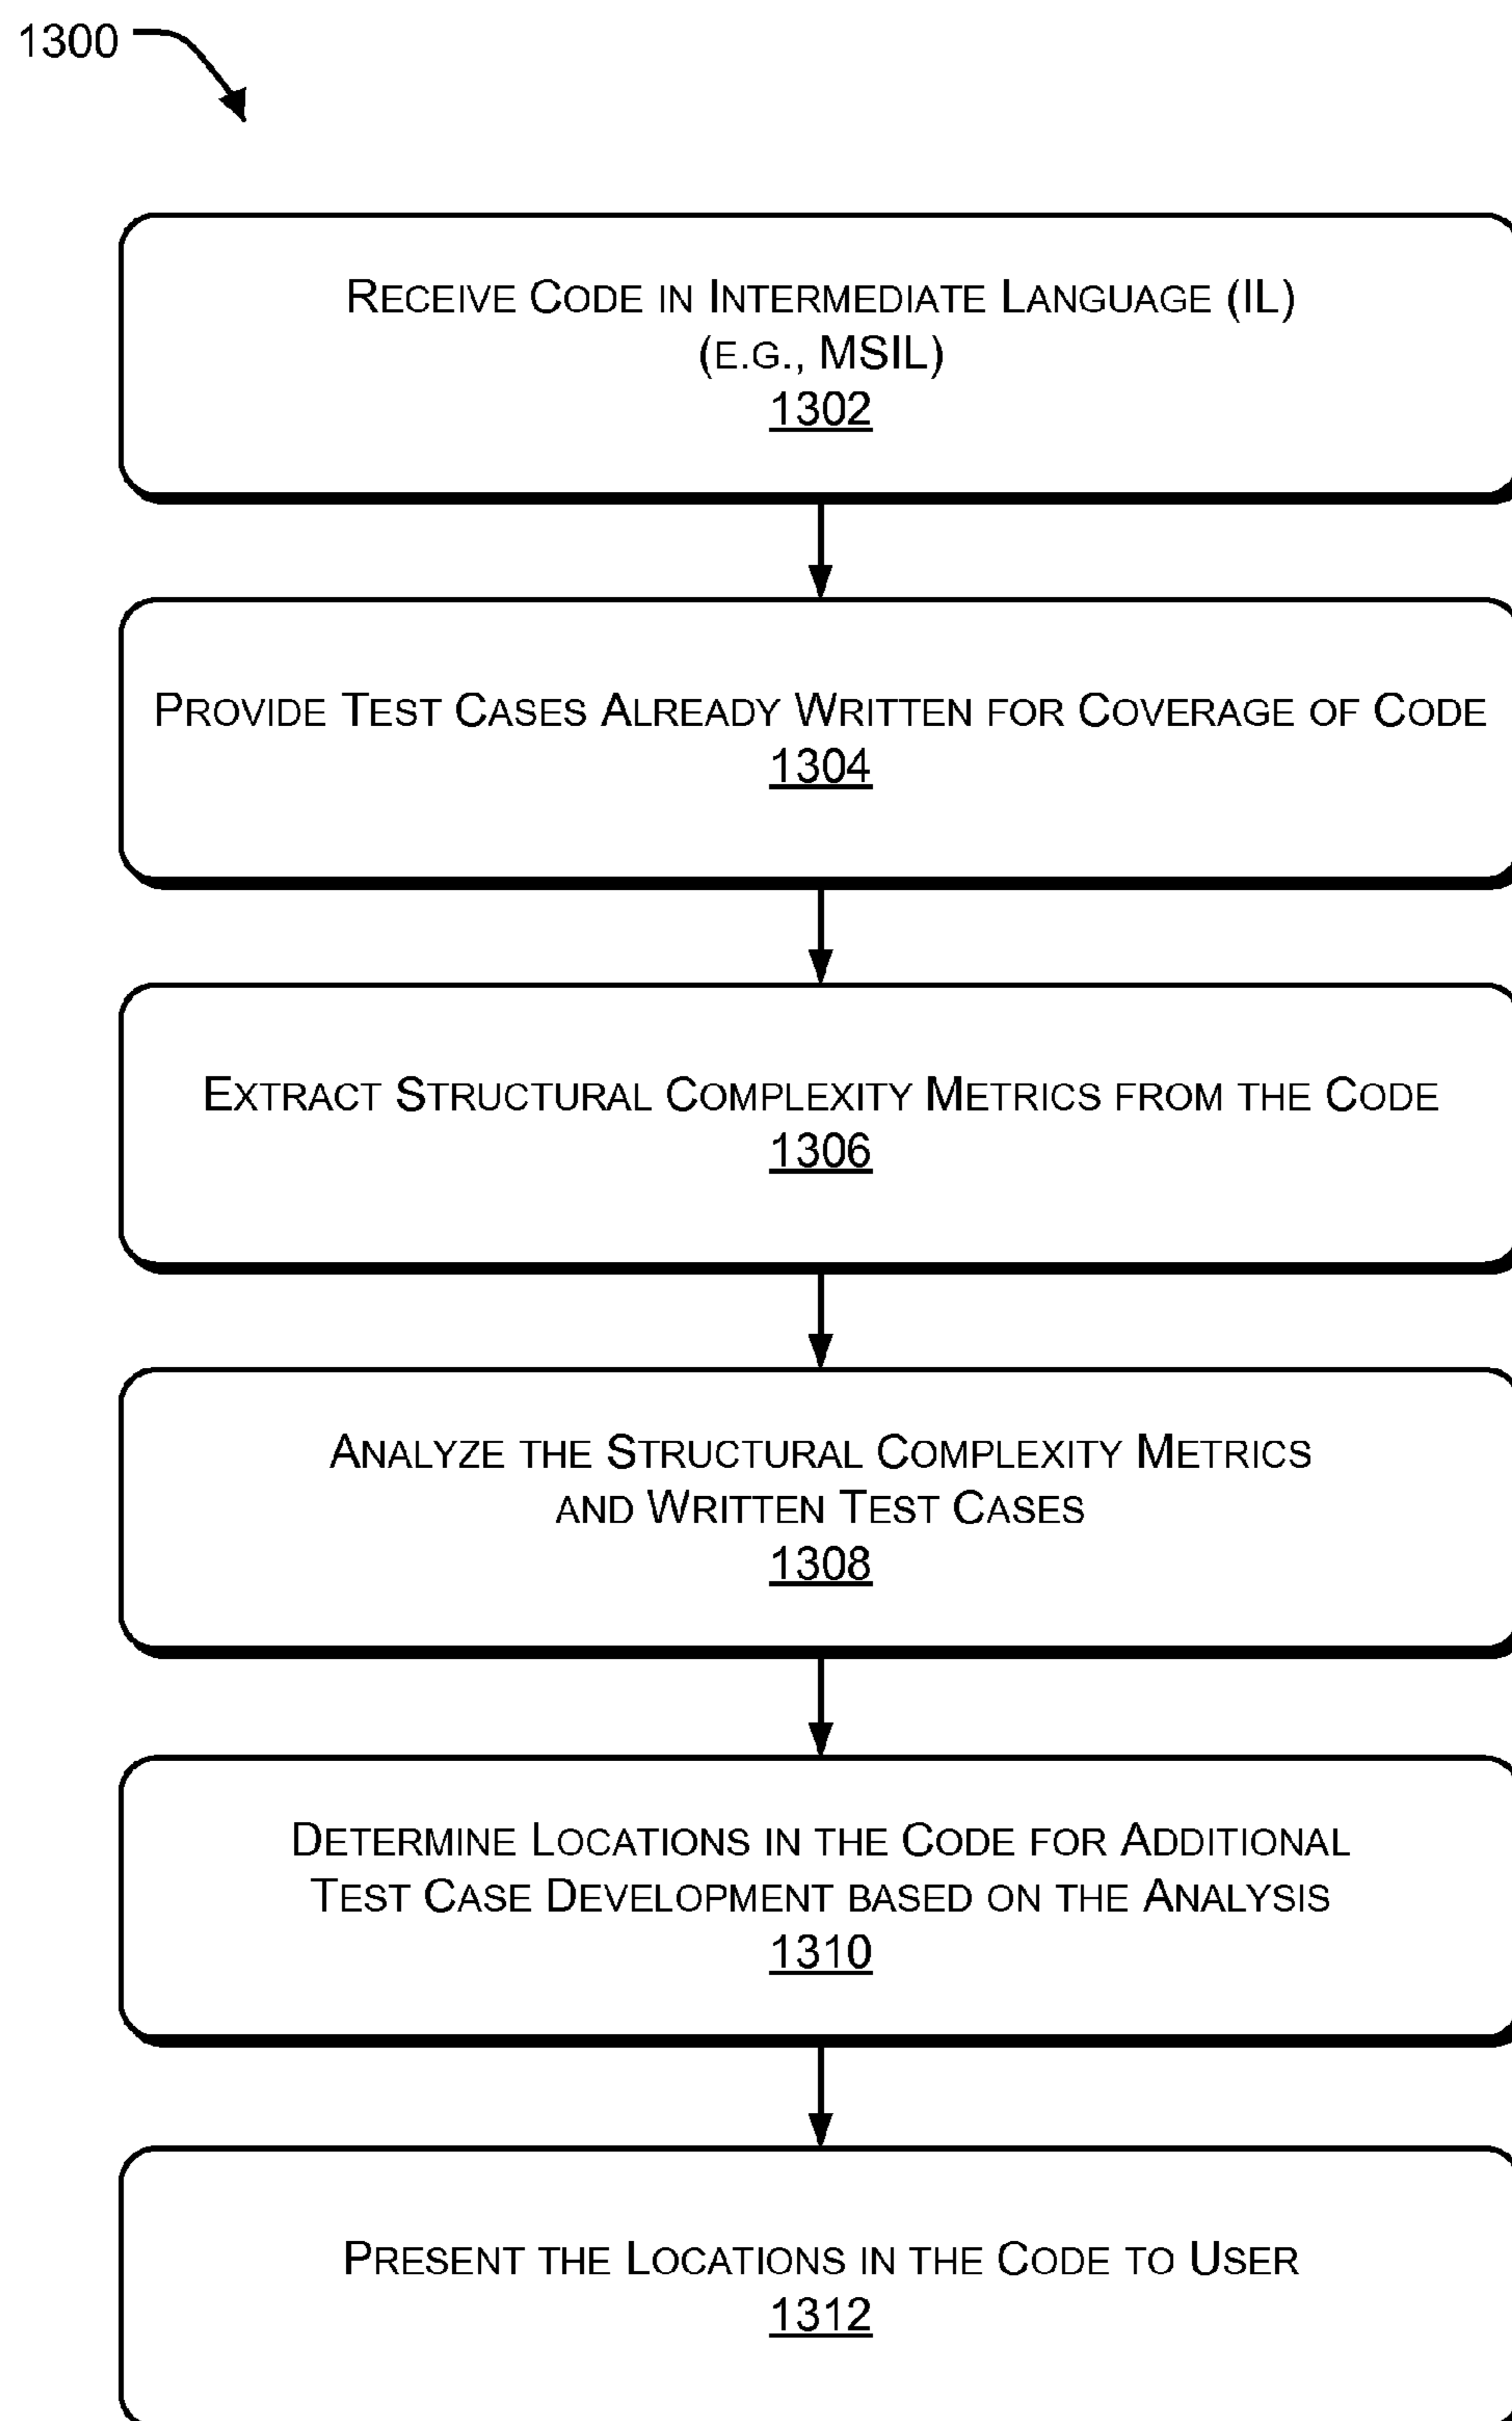 1300
RECEIVE CODE IN INTERMEDIATE LANGUAGE (IL)
(E.G., MSIL)
1302
PROVIDE TEST CASES ALREADY WRITTEN FOR COVERAGE OF CODE
1304
EXTRACT STRUCTURAL COMPLEXITY METRICS FROM THE CODE
1306
ANALYZE THE STRUCTURAL COMPLEXITY METRICS
AND WRITTEN TEST CASES
1308
DETERMINE LOCATIONS IN THE CODE FOR ADDITIONAL
TEST CASE DEVELOPMENT BASED ON THE ANALYSIS
1310
PRESENT THE LOCATIONS IN THE CODE TO USER
1312